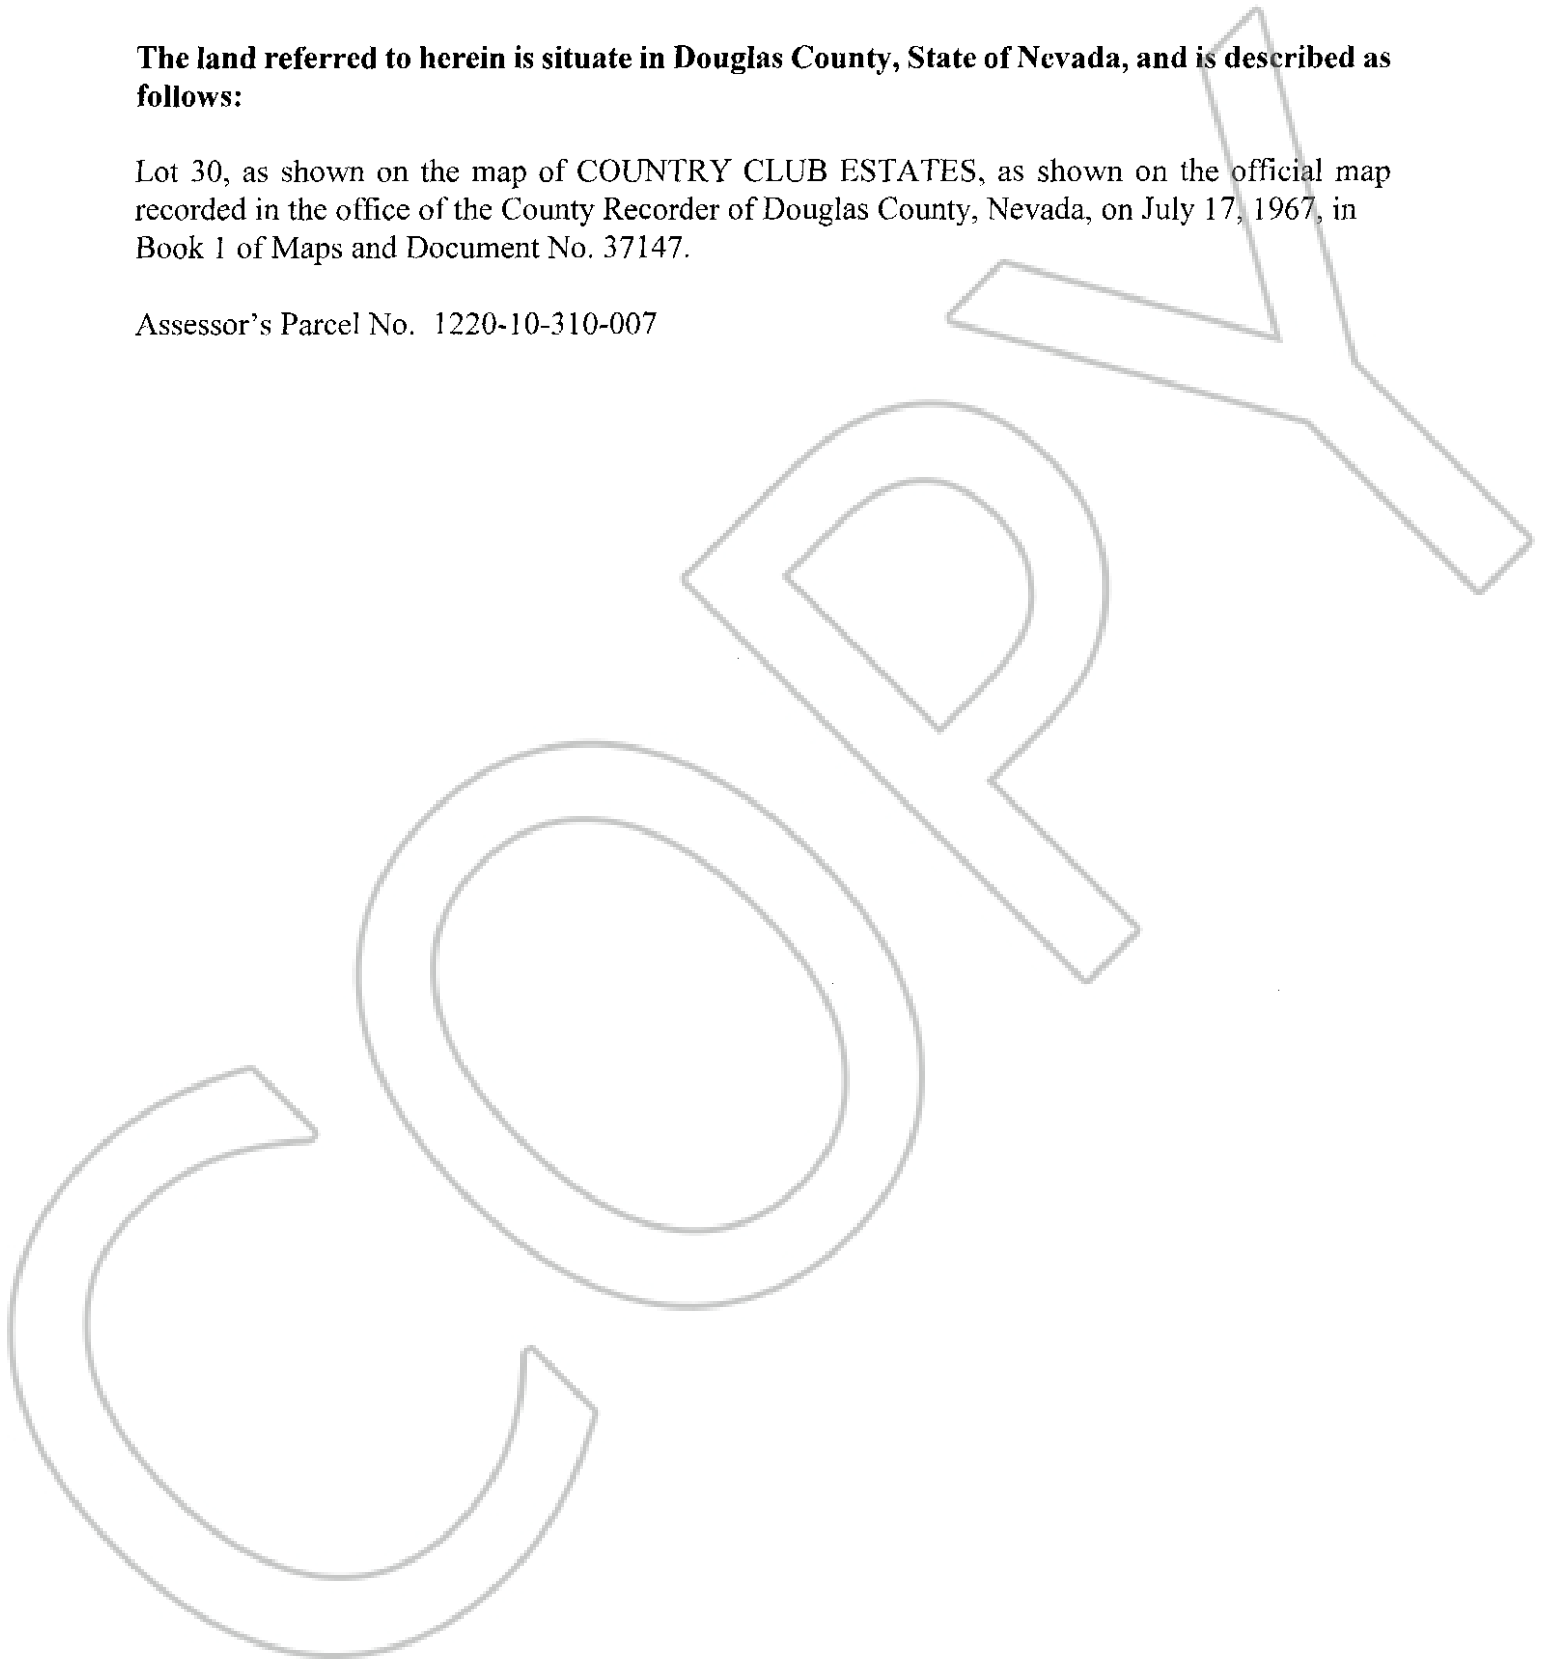 The land referred to herein is situate in Douglas County, State of Nevada, and is described as
follows:
Lot 30, as shown on the map of COUNTRY CLUB ESTATES, as shown on the official map
recorded in the office of the County Recorder of Douglas County, Nevada, on July 17, 1967, in
Book 1 of Maps and Document No. 37147.
Assessor's Parcel No. 1220-10-310-007
COPY